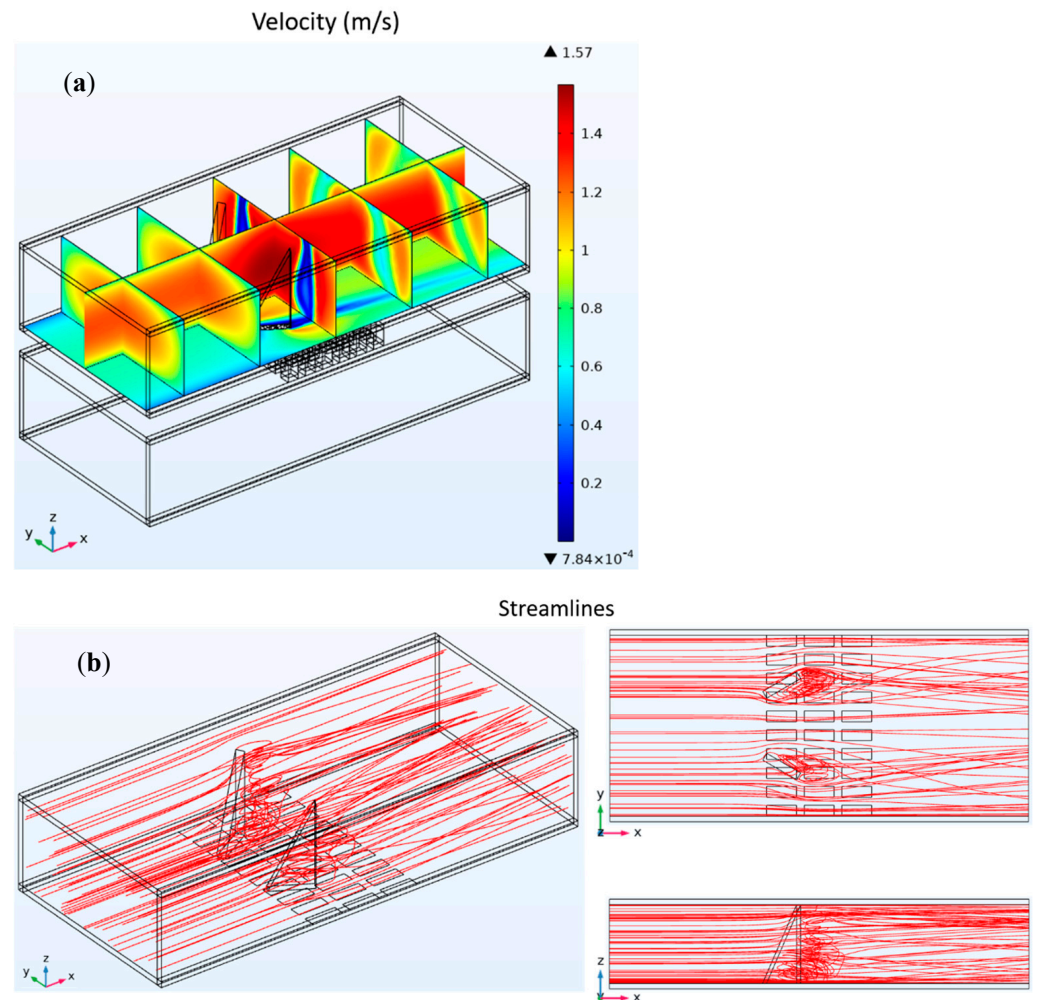 Velocity (m/s)
(a)
▲ 1.57
1.4
1.2
1
0.8
0.6
0.4
0.2
▼ 7.84×10⁻⁴
z
y
x
Streamlines
(b)
z
y
x
y
z
x
z
y
x